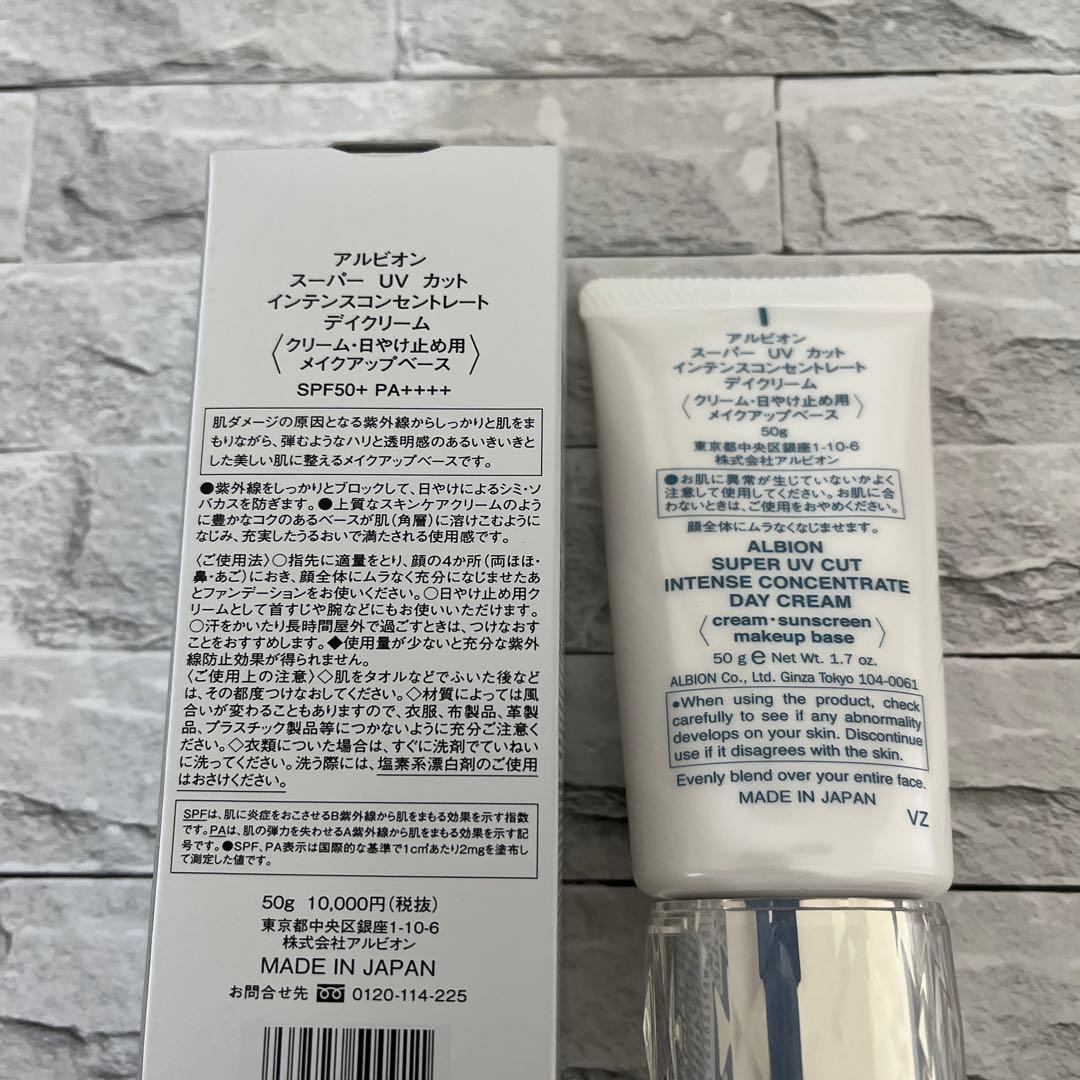 アルビオン
スーパー UV カット
インテンスコンセントレート
デイクリーム
〈クリーム・日やけ止め用
メイクアップベース〉
SPF50+ PA++++
肌ダメージの原因となる紫外線からしっかりと肌をま
もりながら、弾むようなハリと透明感のあるいきいきと
した美しい肌に整えるメイクアップベースです。
●紫外線をしっかりとブロックして、日やけによるシミ・ソ
バカスを防ぎます。●上質なスキンケアクリームのよう
に豊かなコクのあるベースが肌(角層)に溶けこむように
なじみ、充実したうるおいで満たされる使用感です。
〈ご使用法〉○指先に適量をとり、顔の4か所(両ほほ・
鼻・あご)におき、顔全体にムラなく充分になじませたあ
とファンデーションをお使いください。○日やけ止め用ク
リームとして首すじや腕などにもお使いいただけます。
○汗をかいたり長時間屋外で過ごすときは、つけなおす
ことをおすすめします。◆使用量が少ないと充分な紫外
線防止効果が得られません。
〈ご使用上の注意〉◇肌をタオルなどでふいた後など
は、その都度つけなおしてください。◇材質によっては風
合いが変わることもありますので、衣服、布製品、革製
品、プラスチック製品等につかないように充分ご注意く
ださい。◇衣類についた場合は、すぐに洗剤でていねい
に洗ってください。洗う際には、塩素系漂白剤のご使用
はおさけください。
SPFは、肌に炎症をおこさせるB紫外線から肌をまもる効果を示す指数
です。PAは、肌の弾力を失わせるA紫外線から肌をまもる効果を示す記
号です。●SPF、PA表示は国際的な基準で1c㎡あたり2mgを塗布し
て測定した値です。
50g 10,000円(税抜)
東京都中央区銀座1-10-6
株式会社アルビオン
MADE IN JAPAN
お問合せ先 0120-114-225
アルビオン
スーパー UV カット
インテンスコンセントレート
デイクリーム
〈クリーム・日やけ止め用
メイクアップベース〉
50g
東京都中央区銀座1-10-6
株式会社アルビオン
●お肌に異常が生じていないかよく
注意して使用してください。お肌に合
わないときは、ご使用をおやめください。
顔全体にムラなくなじませます。
ALBION
SUPER UV CUT
INTENSE CONCENTRATE
DAY CREAM
〈cream・sunscreen
makeup base〉
50 g ℮ Net Wt. 1.7 oz.
ALBION Co., Ltd. Ginza Tokyo 104-0061
●When using the product, check
carefully to see if any abnormality
develops on your skin. Discontinue
use if it disagrees with the skin.
Evenly blend over your entire face.
MADE IN JAPAN
VZ